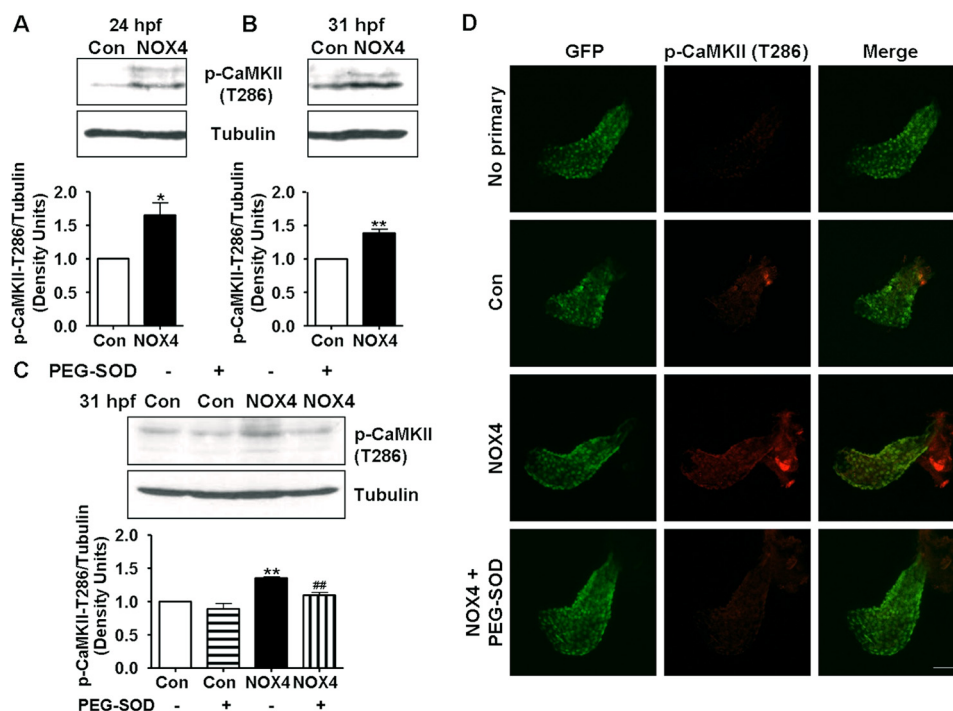 A
24 hpf
Con NOX4
p-CaMKII
(T286)
Tubulin
p-CaMKII-T286/Tubulin
(Density Units)
2.0
1.5
1.0
0.5
0.0
*
Con NOX4
B
31 hpf
Con NOX4
p-CaMKII-T286/Tubulin
(Density Units)
2.0
1.5
1.0
0.5
0.0
**
Con NOX4
C
PEG-SOD - + - +
31 hpf Con Con NOX4 NOX4
p-CaMKII
(T286)
Tubulin
p-CaMKII-T286/Tubulin
(Density Units)
2.0
1.5
1.0
0.5
0.0
**
##
Con Con NOX4 NOX4
PEG-SOD - + - +
D
GFP p-CaMKII (T286) Merge
No primary
Con
NOX4
NOX4 +
PEG-SOD